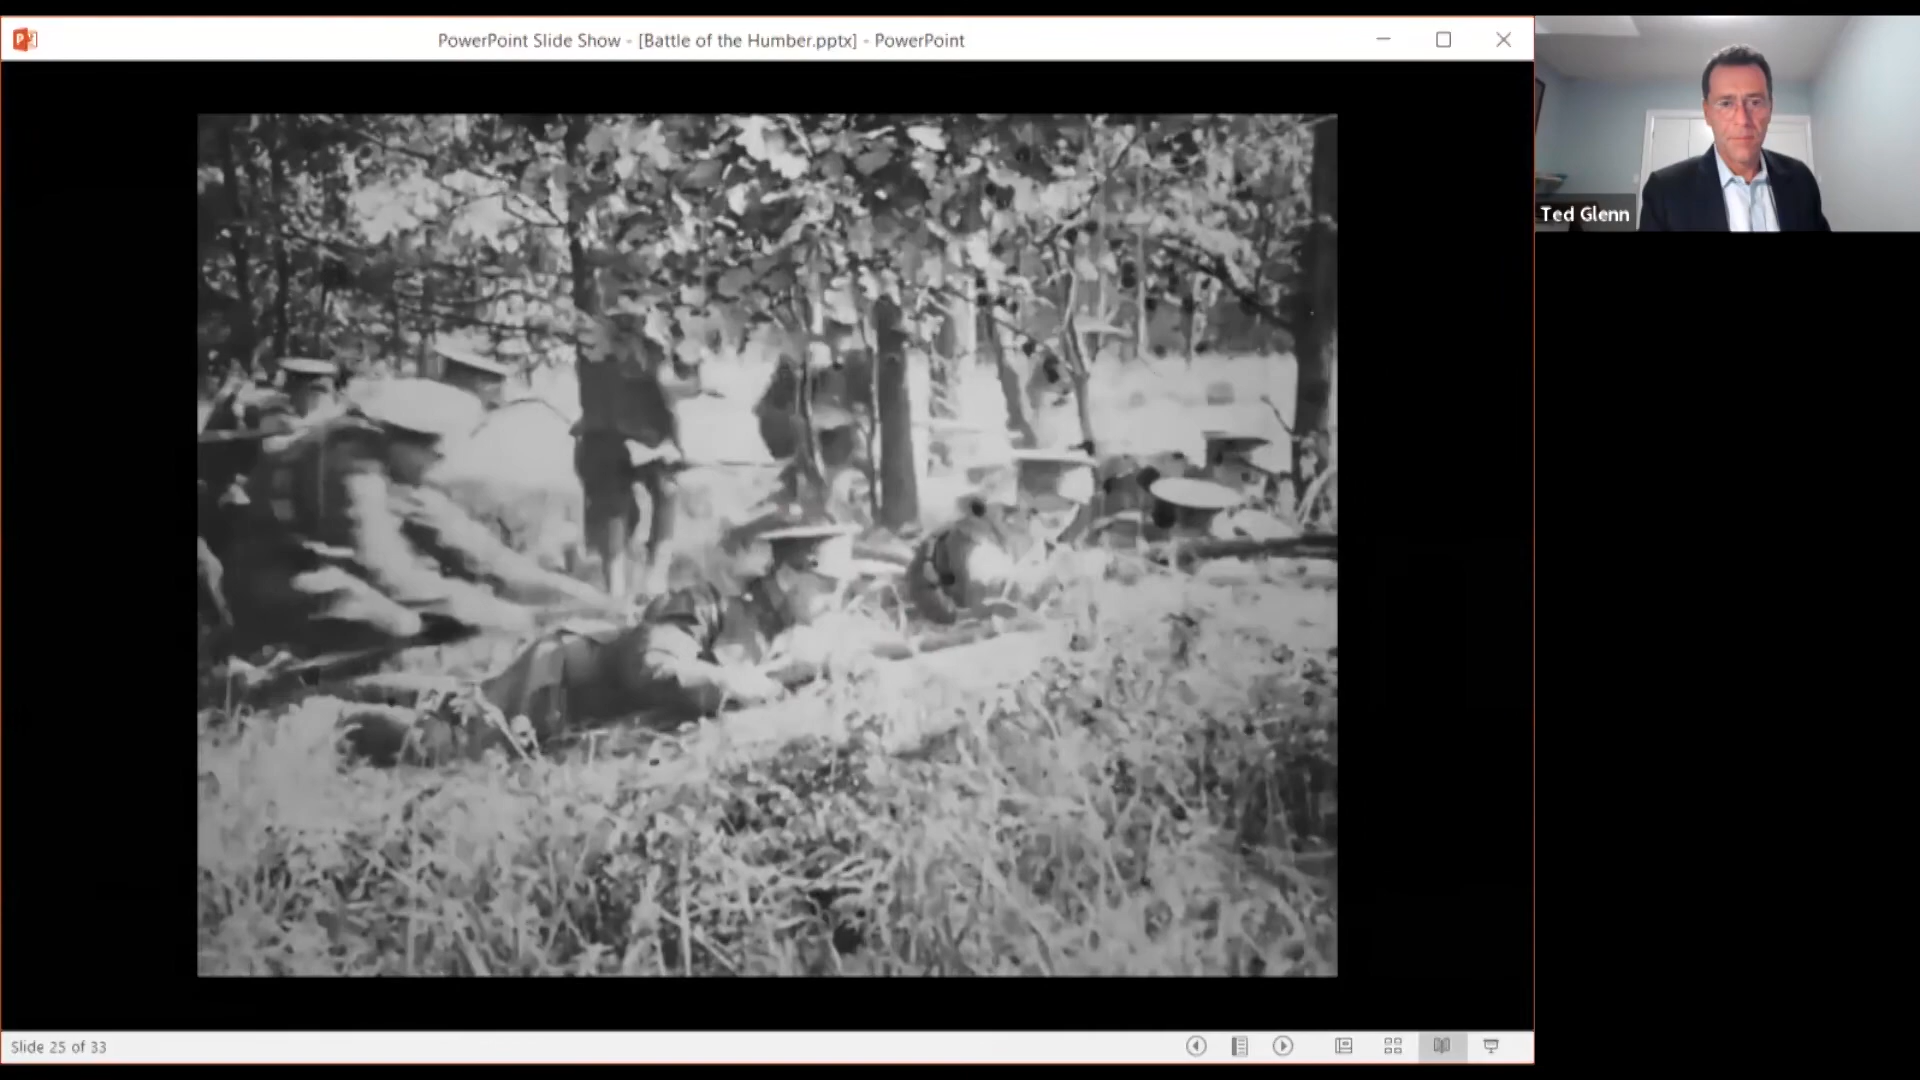 PowerPoint Slide Show - [Battle of the Humber.pptx] - PowerPoint
Ted Glenn
Slide 25 of 33